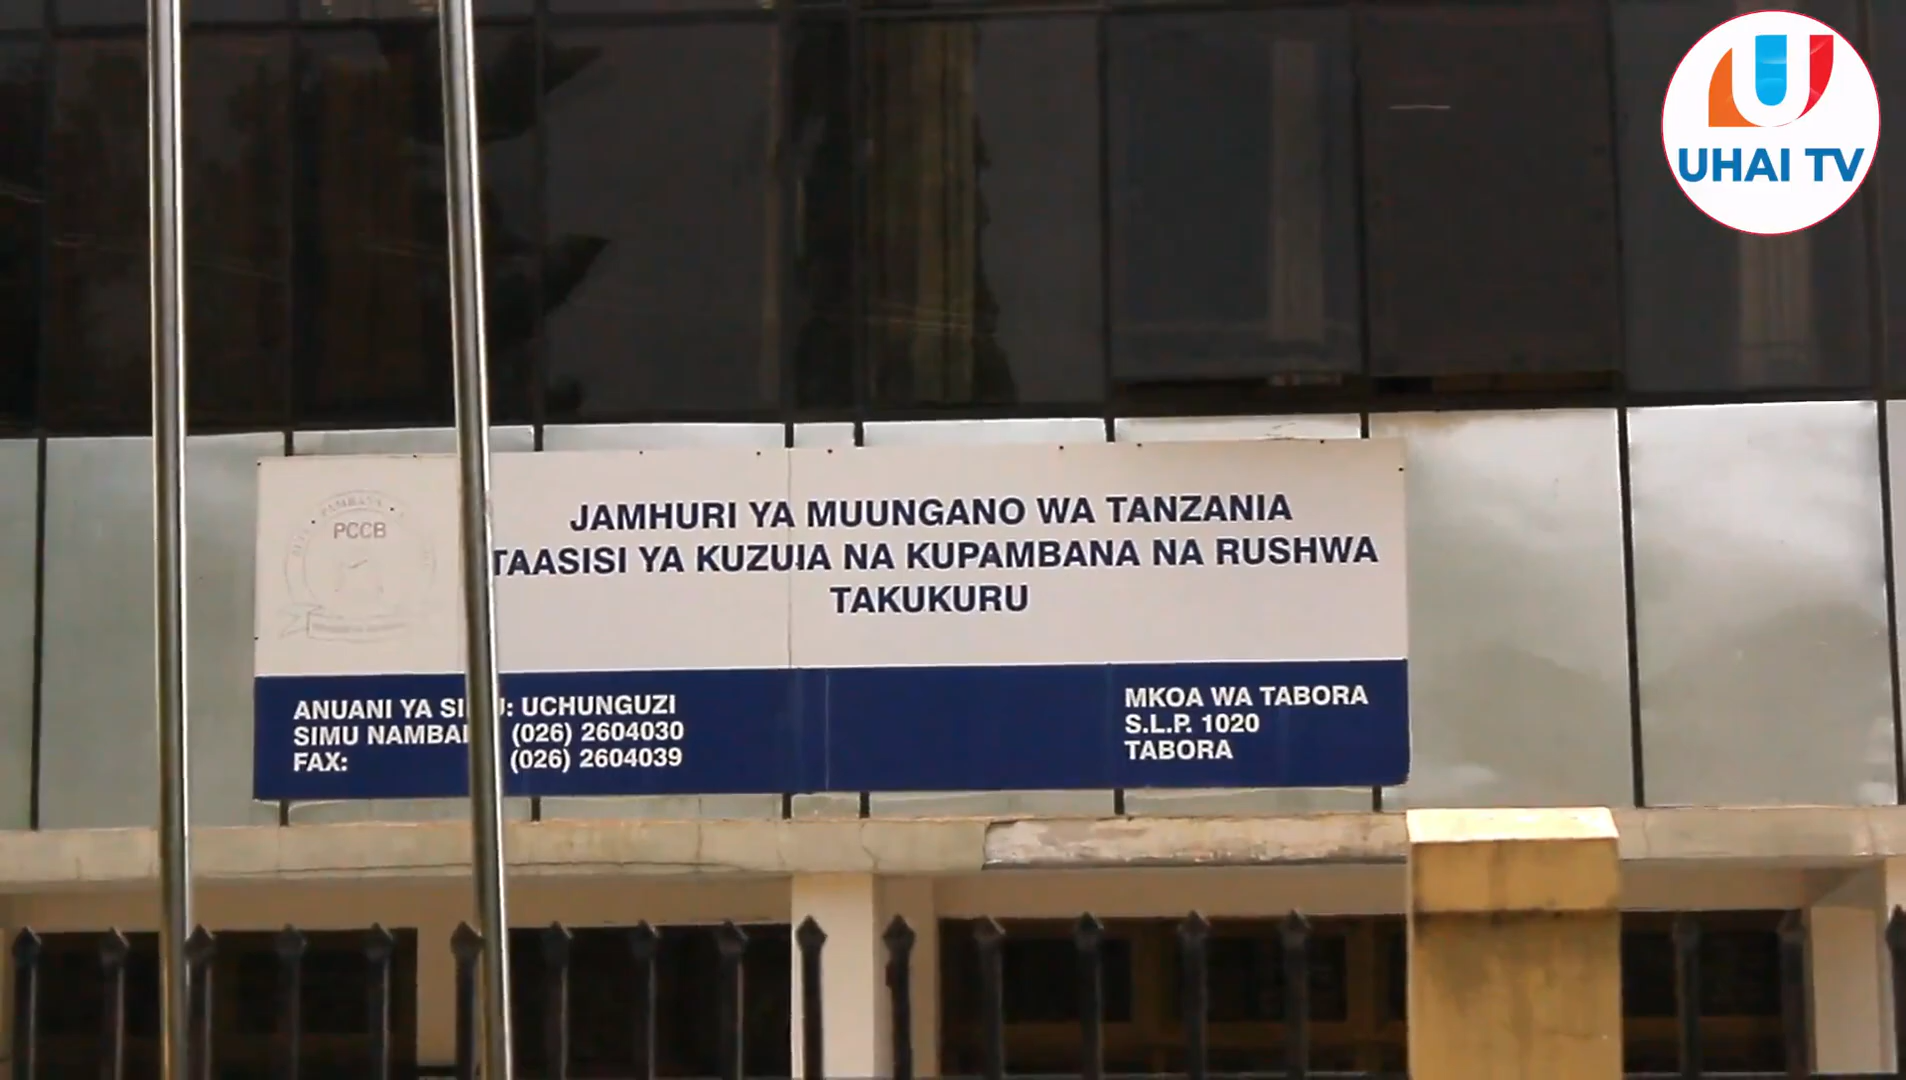 UHAI TV
PCCB
JAMHURI YA MUUNGANO WA TANZANIA
TAASISI YA KUZUIA NA KUPAMBANA NA RUSHWA
TAKUKURU
ANUANI YA SIMU: UCHUNGUZI
SIMU NAMBA: (026) 2604030
FAX: (026) 2604039
MKOA WA TABORA
S.L.P. 1020
TABORA